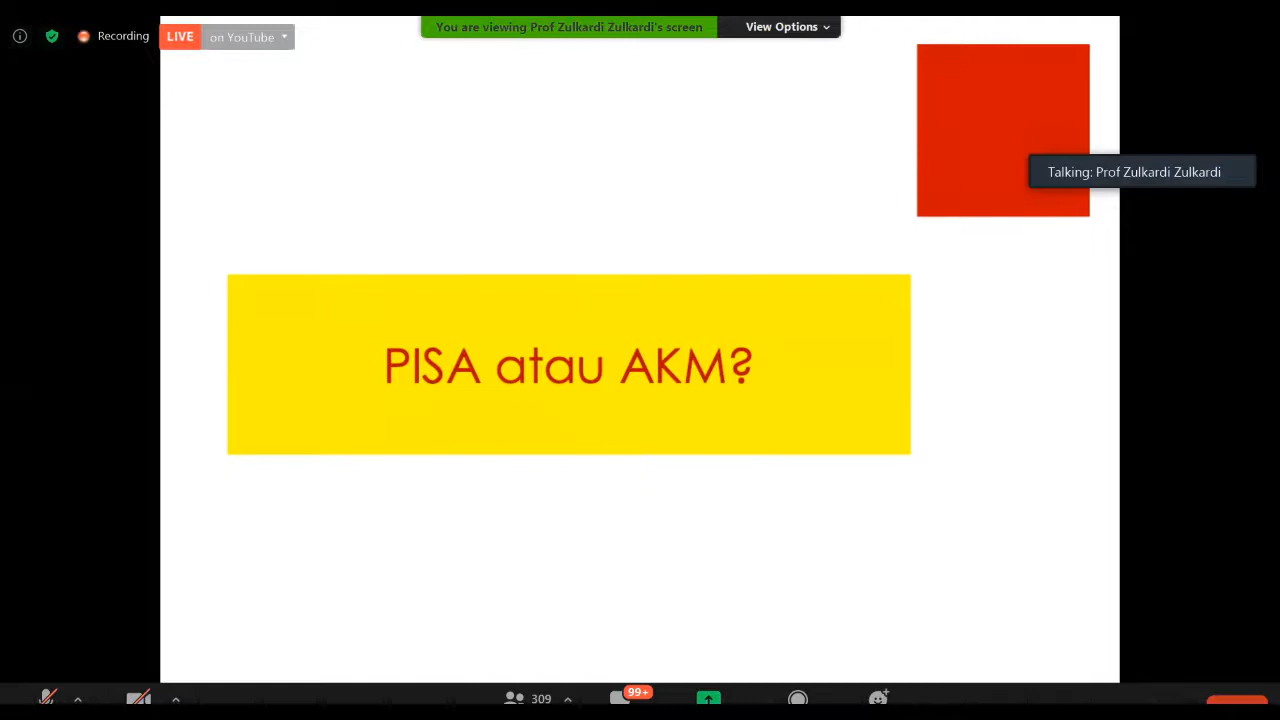 You are viewing Prof Zulkardi Zulkardi's screen
View Options
Recording
LIVE
on YouTube
Talking: Prof Zulkardi Zulkardi
PISA atau AKM?
309
99+